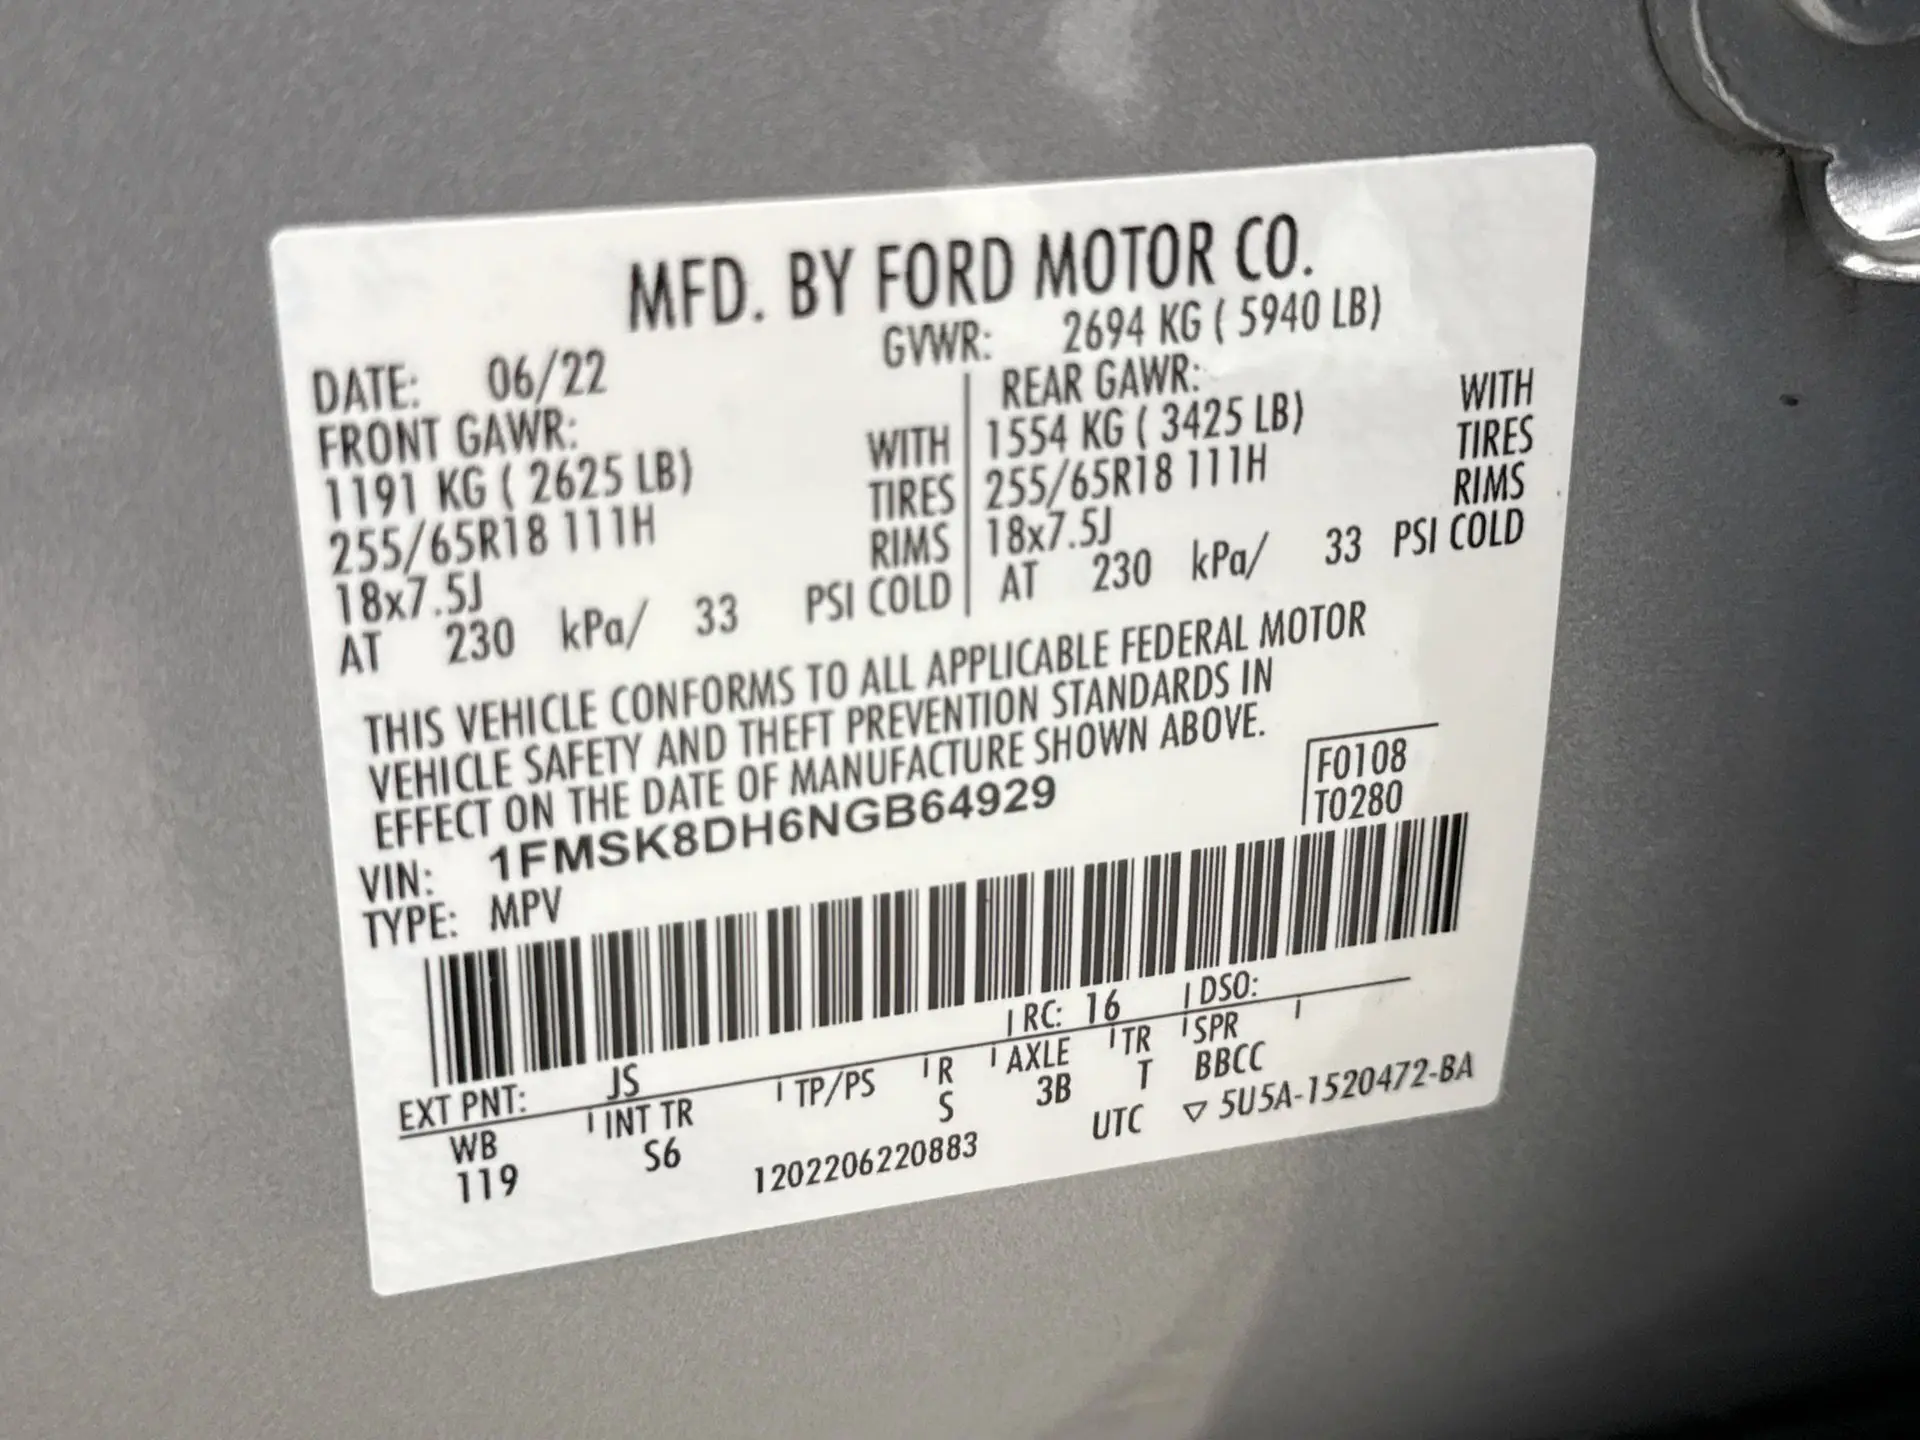 MFD. BY FORD MOTOR CO.
DATE: 06/22 GVWR: 2694 KG ( 5940 LB)
FRONT GAWR: REAR GAWR:
1191 KG ( 2625 LB) WITH 1554 KG ( 3425 LB) WITH
255/65R18 111H TIRES 255/65R18 111H TIRES
18x7.5J RIMS 18x7.5J RIMS
AT 230 kPa/ 33 PSI COLD AT 230 kPa/ 33 PSI COLD
THIS VEHICLE CONFORMS TO ALL APPLICABLE FEDERAL MOTOR
VEHICLE SAFETY AND THEFT PREVENTION STANDARDS IN
EFFECT ON THE DATE OF MANUFACTURE SHOWN ABOVE.
VIN: 1FMSK8DH6NGB64929 F0108
TYPE: MPV T0280
EXT PNT: JS RC: 16 DSO:
WB INT TR TP/PS R AXLE TR SPR
119 S6 S 3B T BBCC
1202206220883 UTC ▽ 5U5A-1520472-BA